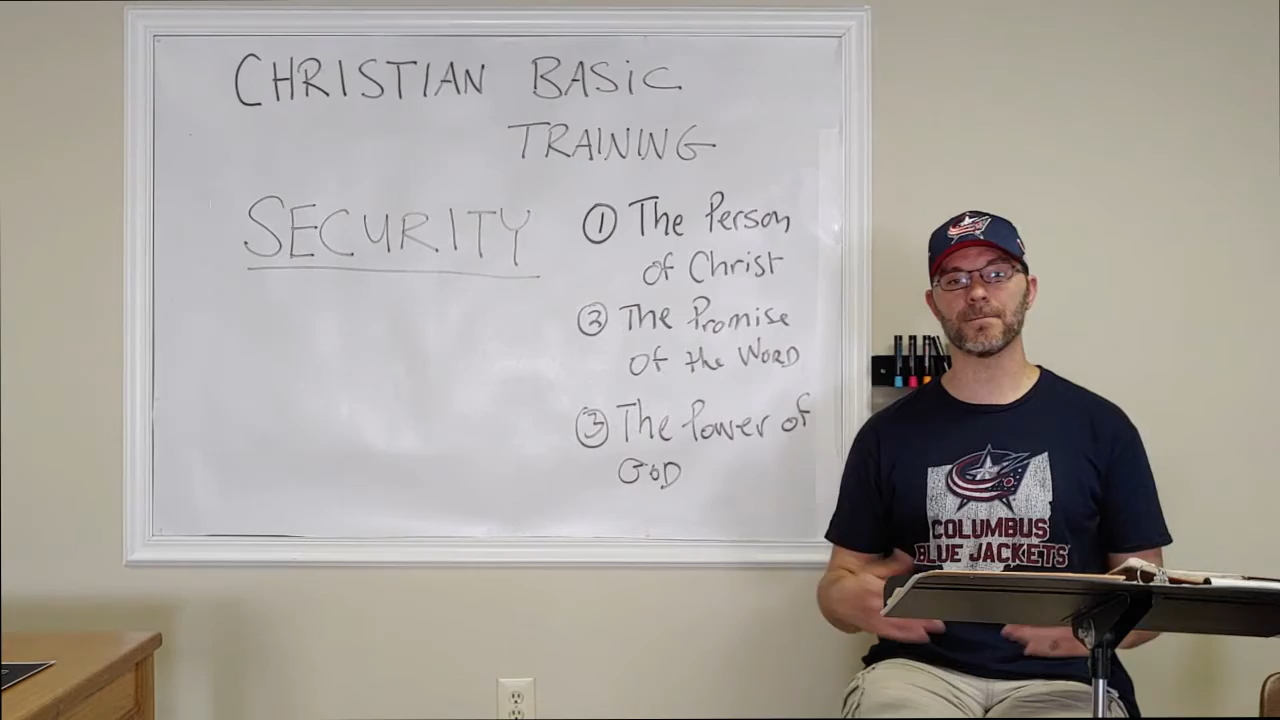 CHRISTIAN BASIC
TRAINING
SECURITY
① The Person
of Christ
② The Promise
of the WORD
③ The Power of
GOD
COLUMBUS
BLUE JACKETS